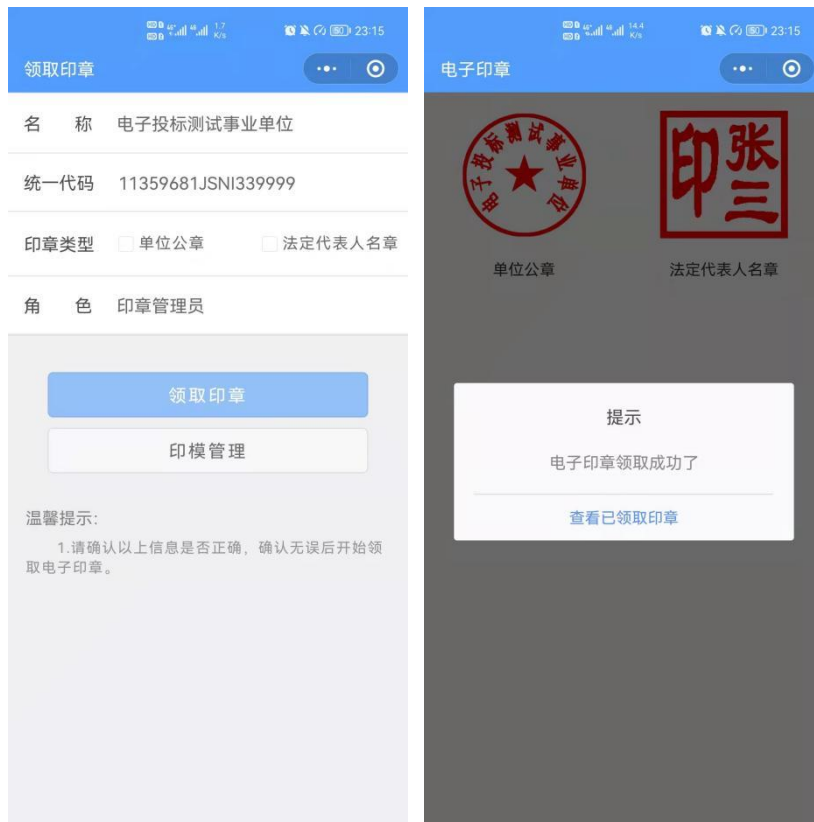 1.7
K/s
80
23:15
领取印章
名 称 电子投标测试事业单位
统一代码 11359681JSNI339999
印章类型 单位公章 法定代表人名章
角 色 印章管理员
领取印章
印模管理
温馨提示:
1.请确认以上信息是否正确，确认无误后开始领
取电子印章。
14.4
K/s
80
23:15
电子印章
电子投标测试事业单位
印张三
单位公章 法定代表人名章
提示
电子印章领取成功了
查看已领取印章